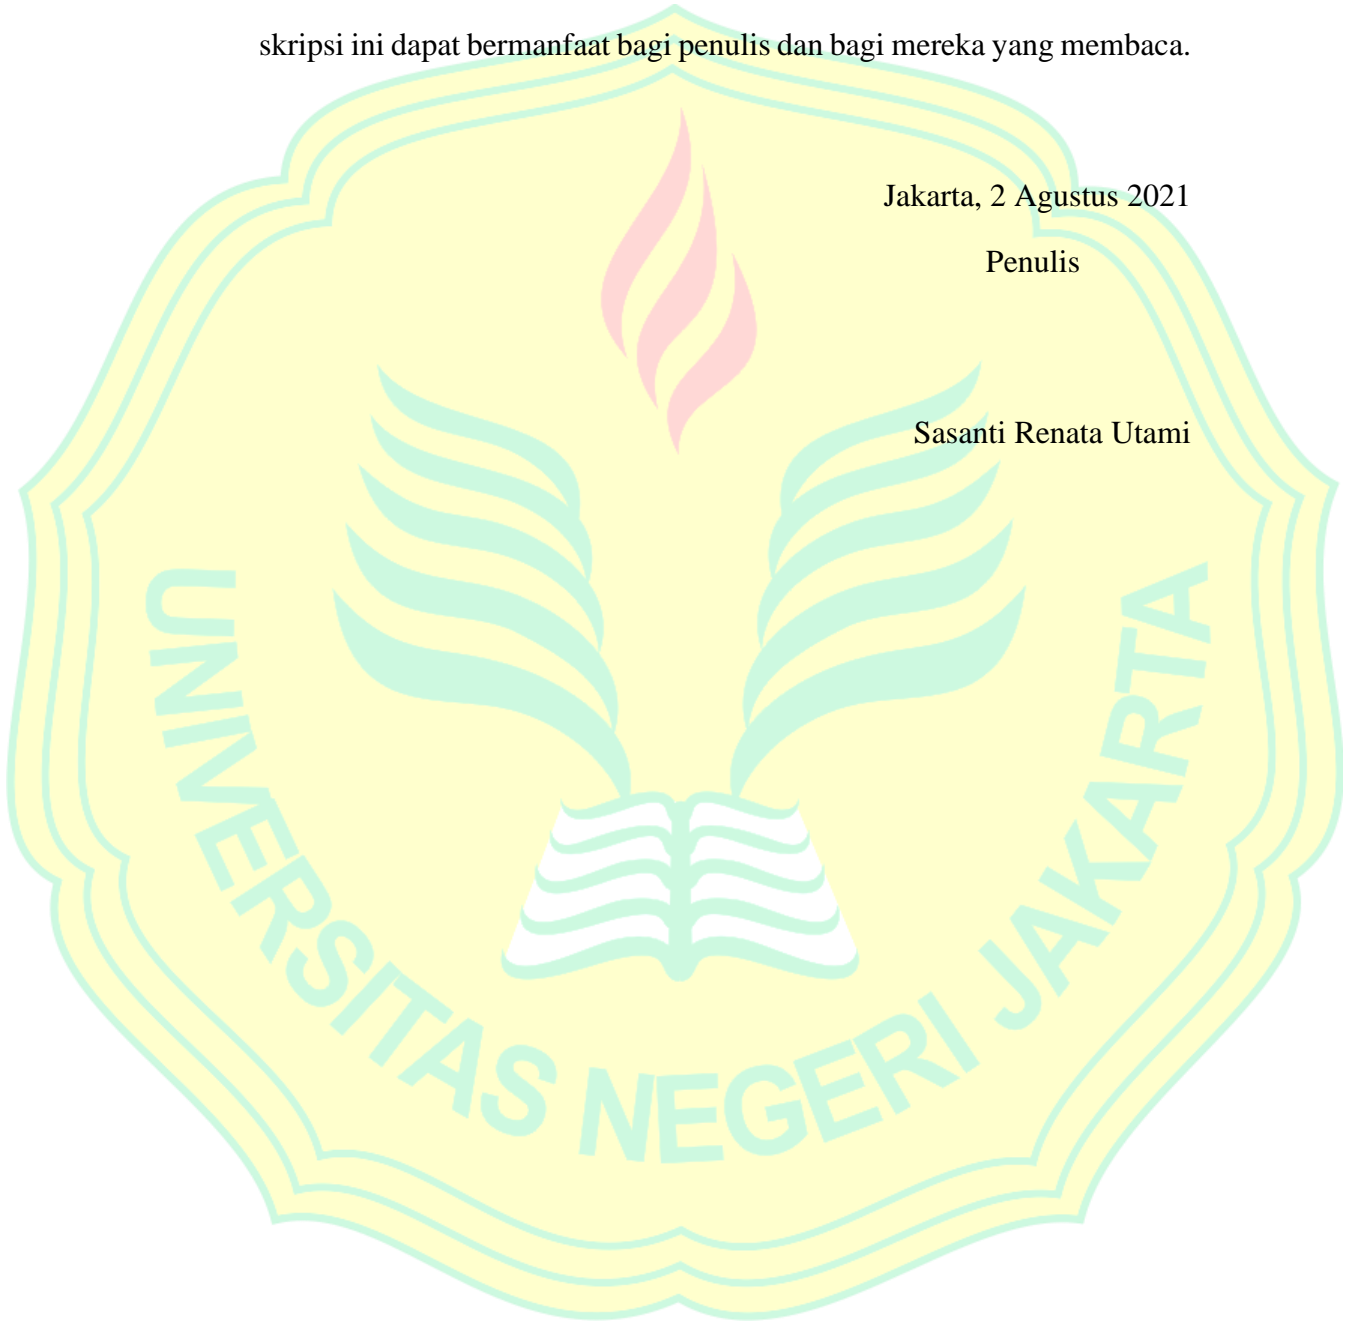 skripsi ini dapat bermanfaat bagi penulis dan bagi mereka yang membaca.
Jakarta, 2 Agustus 2021
Penulis
Sasanti Renata Utami
UNIVERSITAS NEGERI JAKARTA